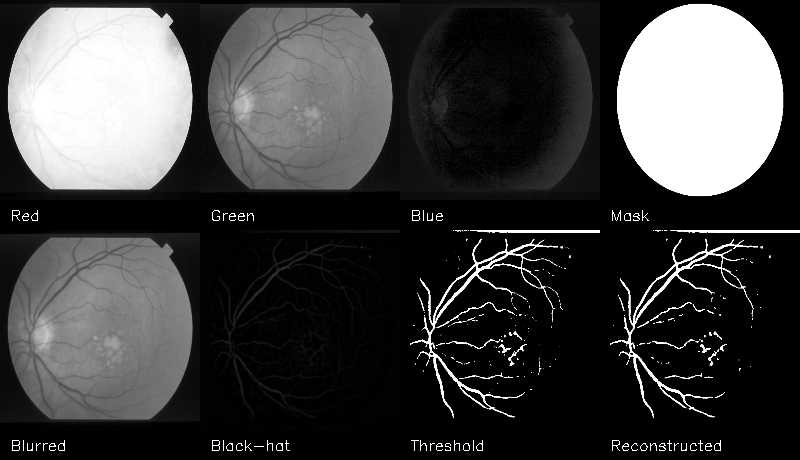 Red
Green
Blue
Mask
Blurred
Black-hat
Threshold
Reconstructed